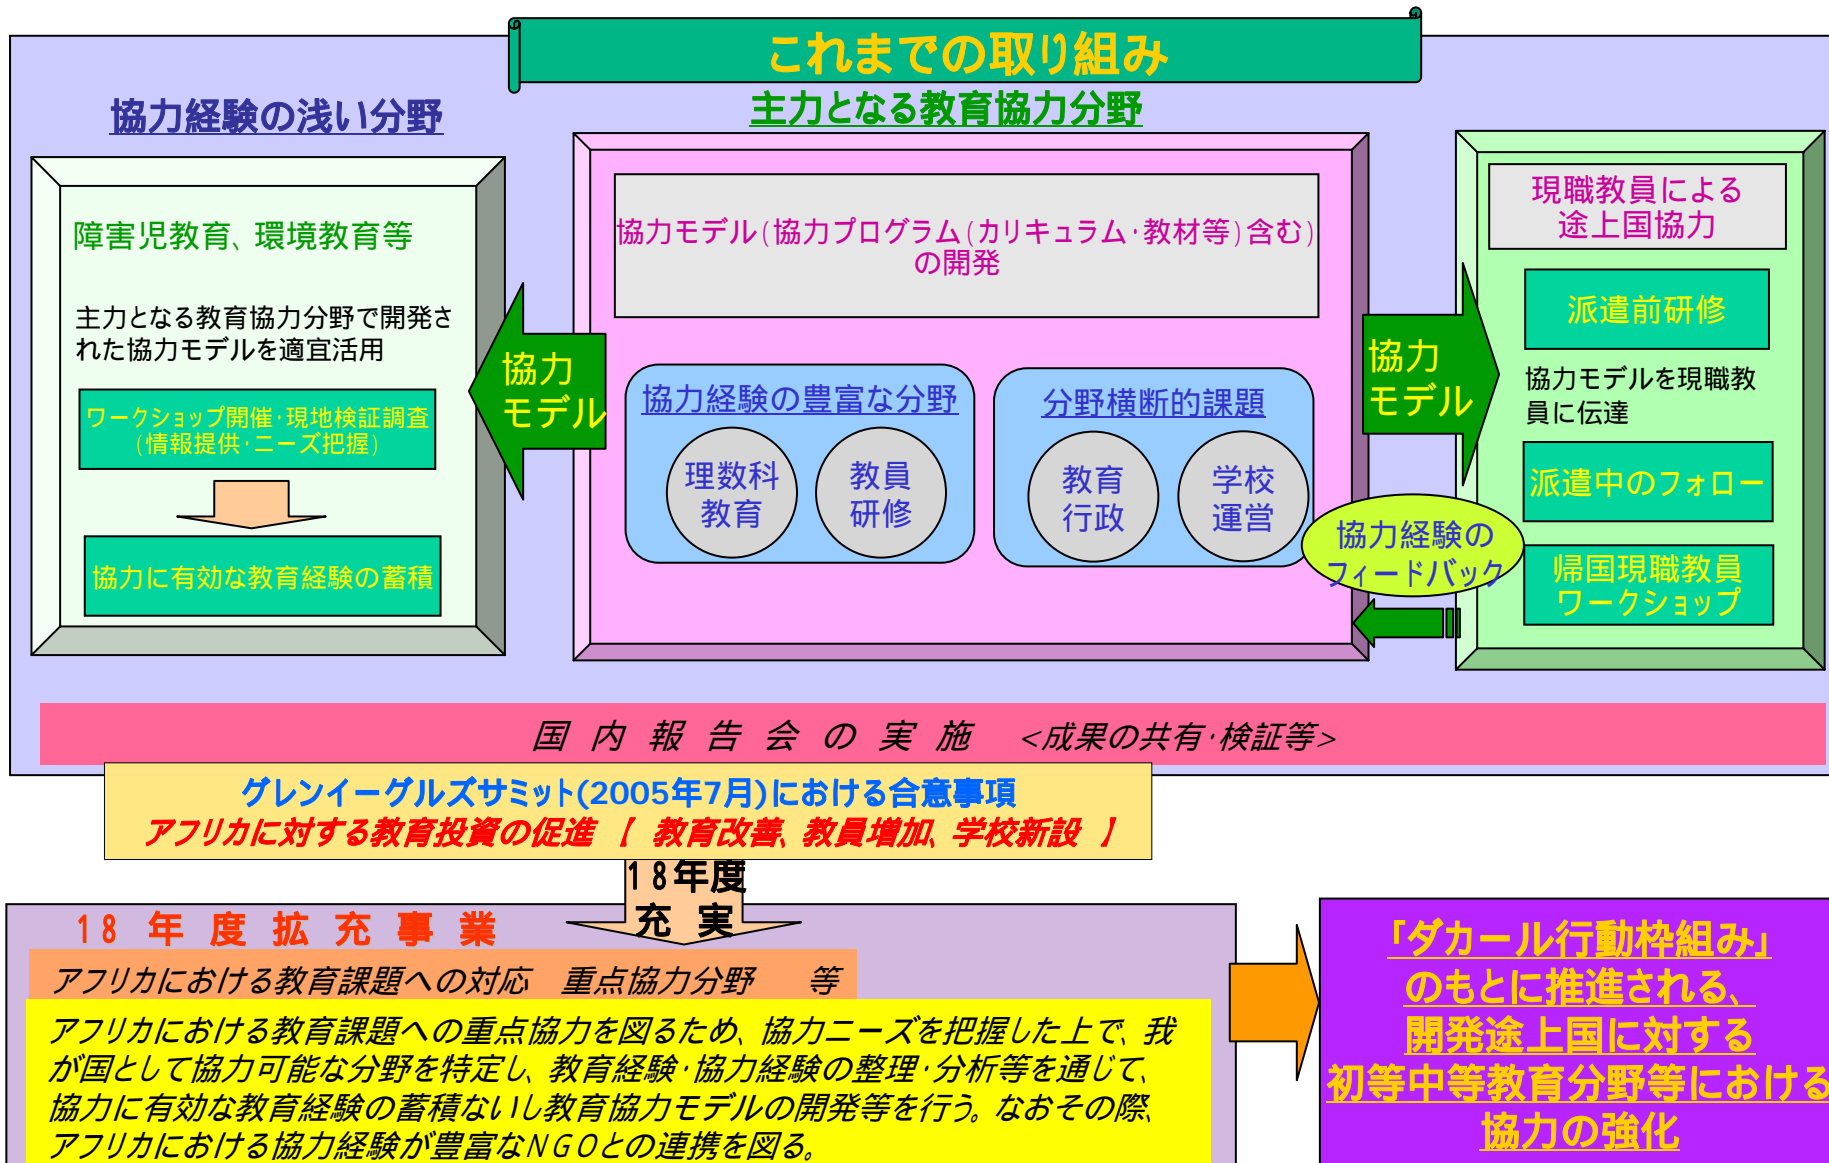 これまでの取り組み
協力経験の浅い分野
主力となる教育協力分野
障害児教育、環境教育等
主力となる教育協力分野で開発さ
れた協力モデルを適宜活用
ワークショップ開催・現地検証調査
(情報提供・ニーズ把握)
協力に有効な教育経験の蓄積
協力
モデル
協力モデル(協力プログラム(カリキュラム・教材等)含む)
の開発
協力経験の豊富な分野
理数科
教育
教員
研修
分野横断的課題
教育
行政
学校
運営
協力
モデル
協力経験の
フィードバック
現職教員による
途上国協力
派遣前研修
協力モデルを現職教
員に伝達
派遣中のフォロー
帰国現職教員
ワークショップ
国内報告会の実施 <成果の共有・検証等>
グレンイーグルズサミット(2005年7月)における合意事項
アフリカに対する教育投資の促進 【 教育改善、教員増加、学校新設 】
18年度
充 実
18年度拡充事業
アフリカにおける教育課題への対応 重点協力分野 等
アフリカにおける教育課題への重点協力を図るため、協力ニーズを把握した上で、我
が国として協力可能な分野を特定し、教育経験・協力経験の整理・分析等を通じて、
協力に有効な教育経験の蓄積ないし教育協力モデルの開発等を行う。なおその際、
アフリカにおける協力経験が豊富なNGOとの連携を図る。
「ダカール行動枠組み」
のもとに推進される、
開発途上国に対する
初等中等教育分野等における
協力の強化